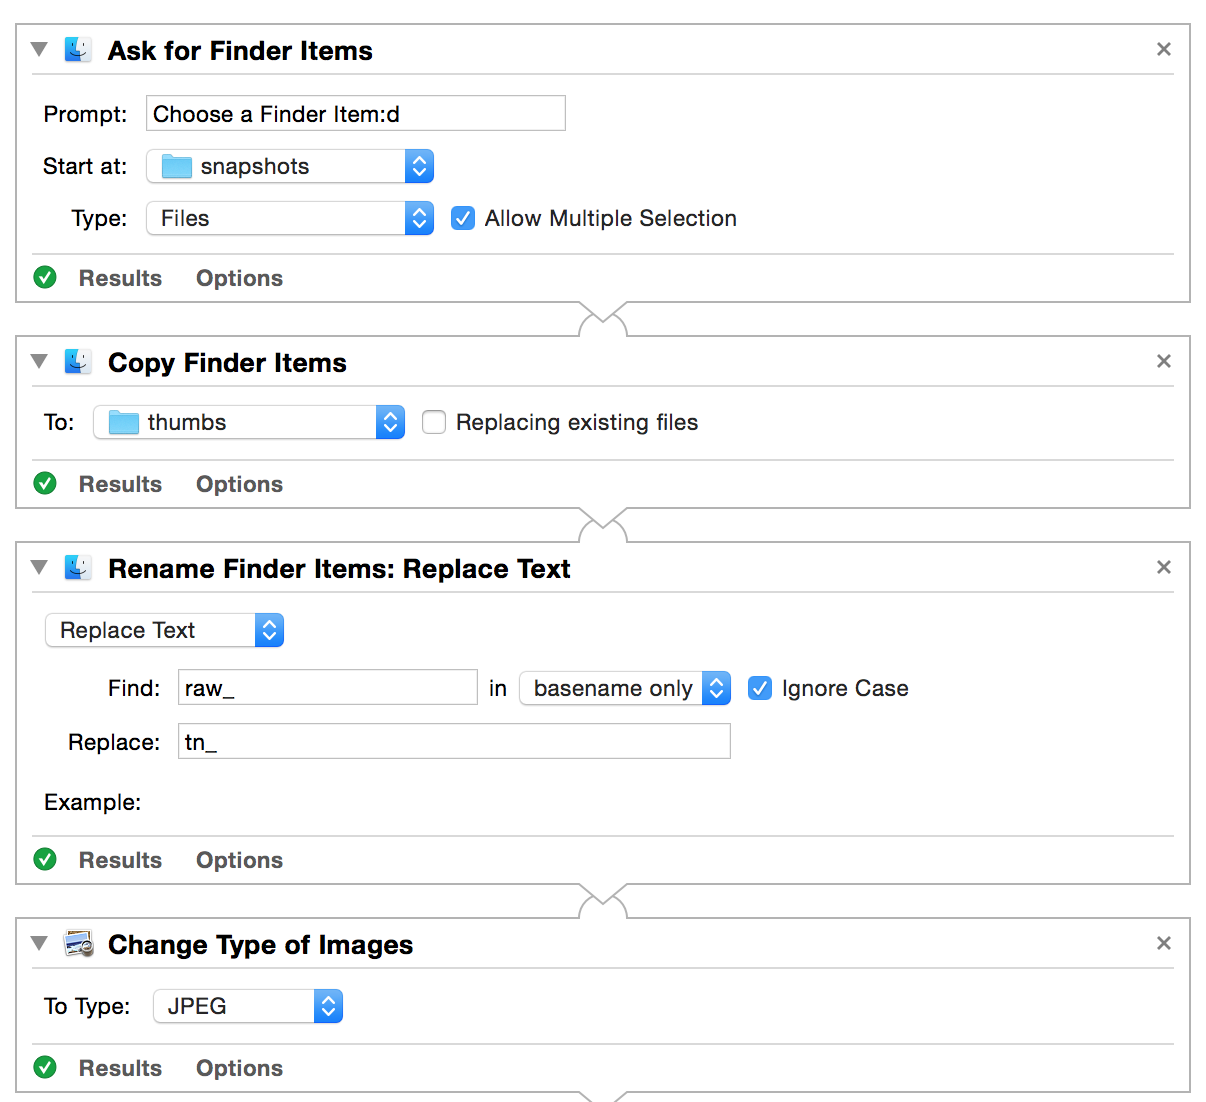 Ask for Finder Items
Prompt: Choose a Finder Item:d
Start at: snapshots
Type: Files Allow Multiple Selection
Results Options
Copy Finder Items
To: thumbs Replacing existing files
Results Options
Rename Finder Items: Replace Text
Replace Text
Find: raw_ in basename only Ignore Case
Replace: tn_
Example:
Results Options
Change Type of Images
To Type: JPEG
Results Options